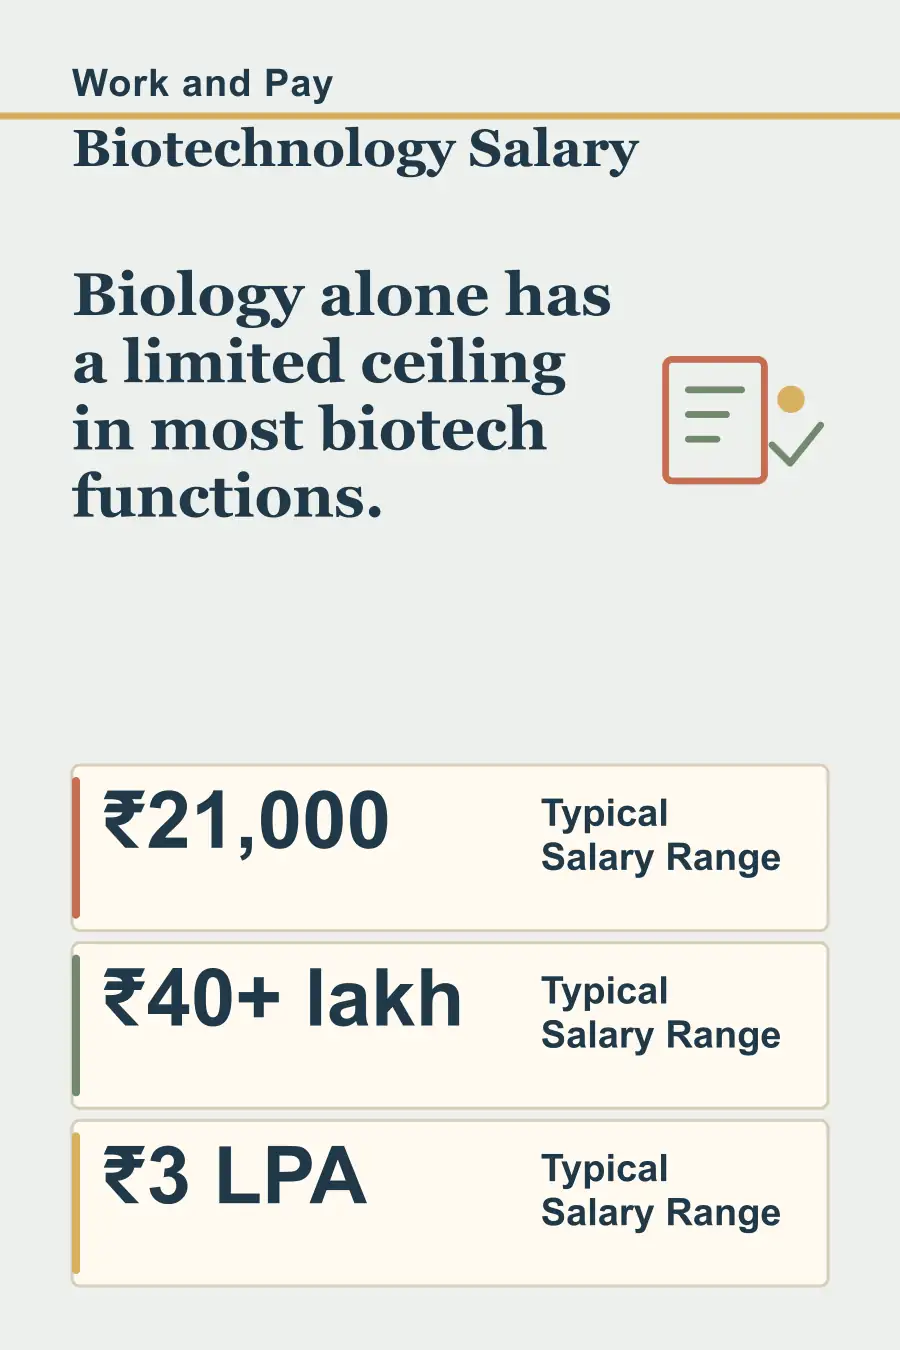 Work and Pay
Biotechnology Salary
Biology alone has
a limited ceiling
in most biotech
functions.
₹21,000
Typical
Salary Range
₹40+ lakh
Typical
Salary Range
₹3 LPA
Typical
Salary Range